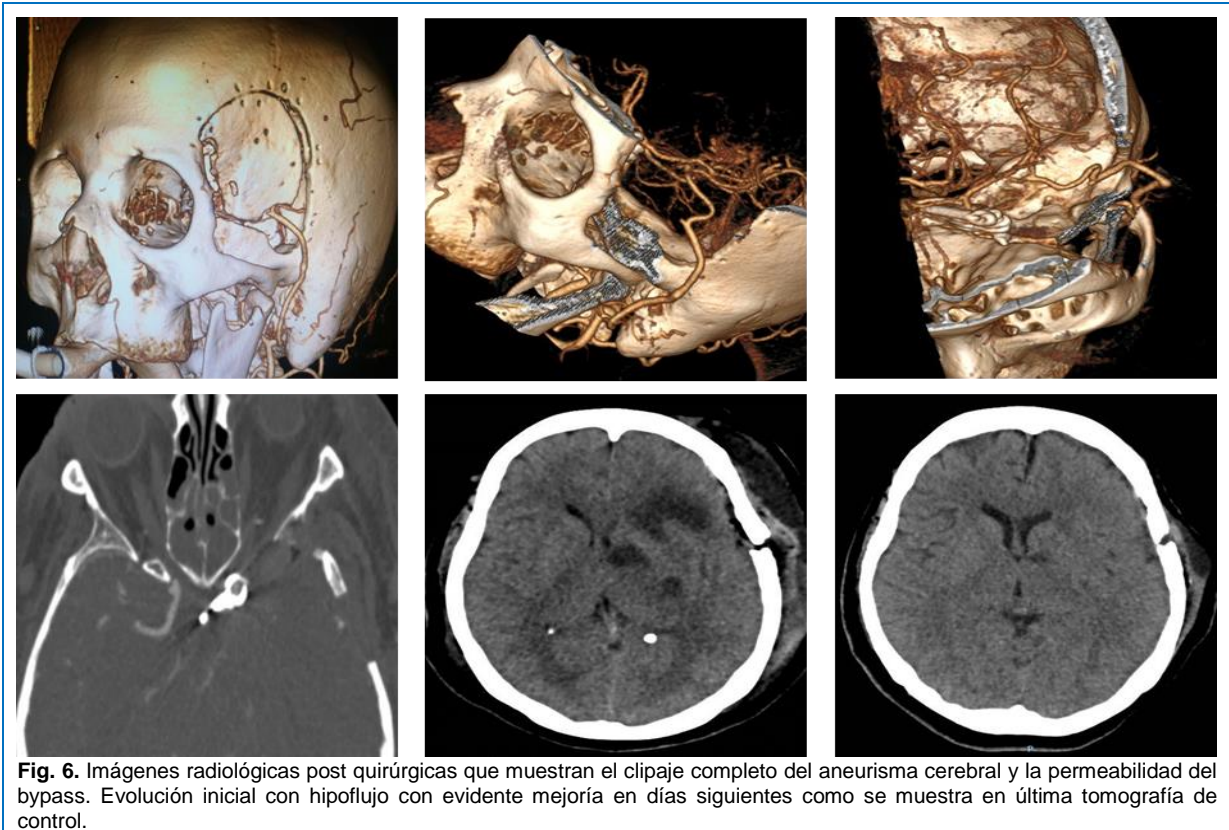 Fig. 6. Imágenes radiológicas post quirúrgicas que muestran el clipaje completo del aneurisma cerebral y la permeabilidad del
bypass. Evolución inicial con hipoflujo con evidente mejoría en días siguientes como se muestra en última tomografía de
control.